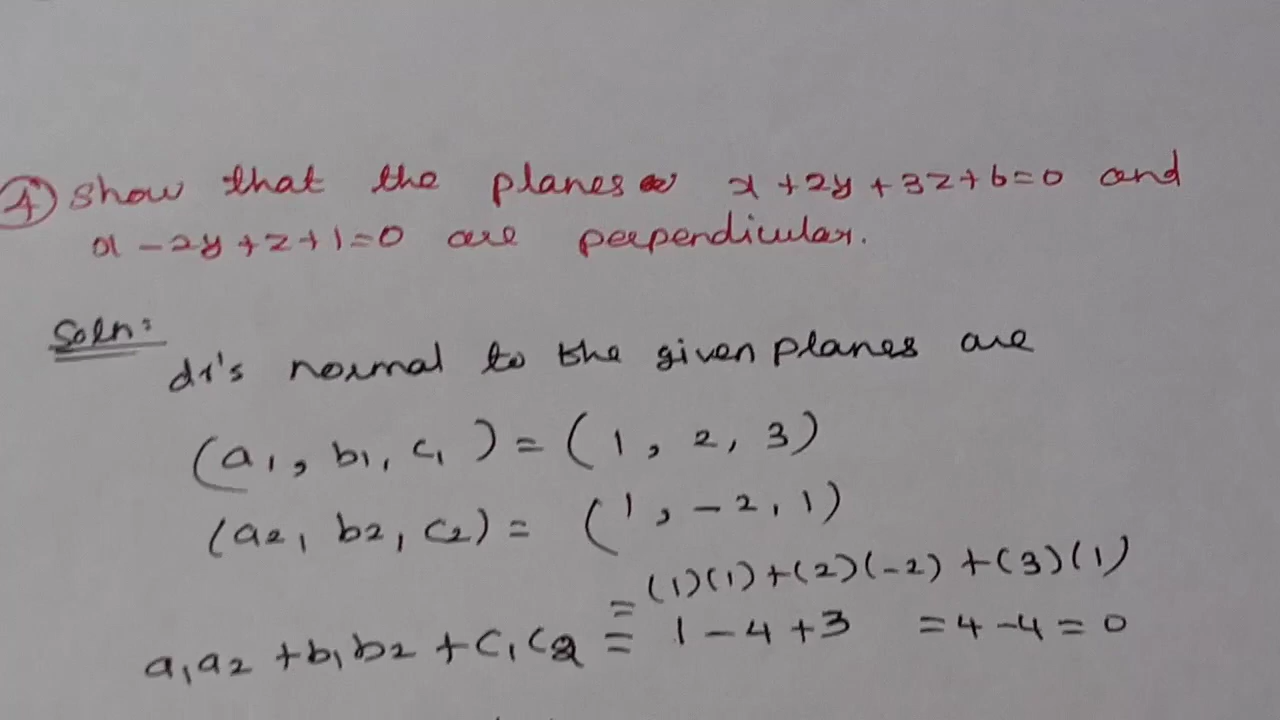 ④ show that the planes x + 2y + 3z + 6 = 0 and
x - 2y + z + 1 = 0 are perpendicular.
Soln:
dr's normal to the given planes are
(a1, b1, c1) = (1, 2, 3)
(a2, b2, c2) = (1, -2, 1)
= (1)(1) + (2)(-2) + (3)(1)
a1a2 + b1b2 + c1c2 = 1 - 4 + 3 = 4 - 4 = 0